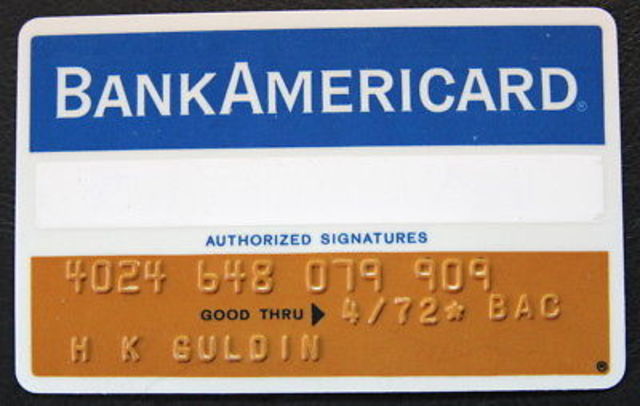 BANKAMERICARD®
AUTHORIZED SIGNATURES
4024 648 079 909
GOOD THRU ▶ 4/72* BAC
H K GULDIN
®